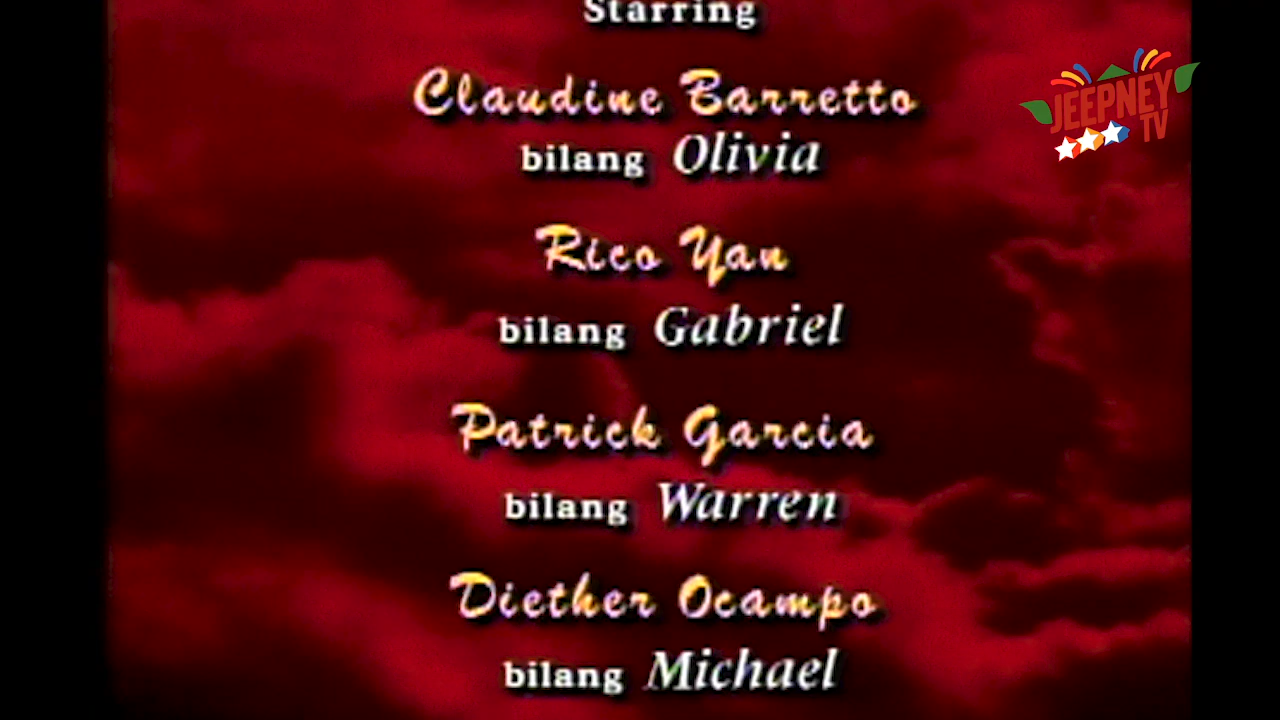 Starring
Claudine Barretto
bilang Olivia
Rico Yan
bilang Gabriel
Patrick Garcia
bilang Warren
Diether Ocampo
bilang Michael
JEEPNEY
TV